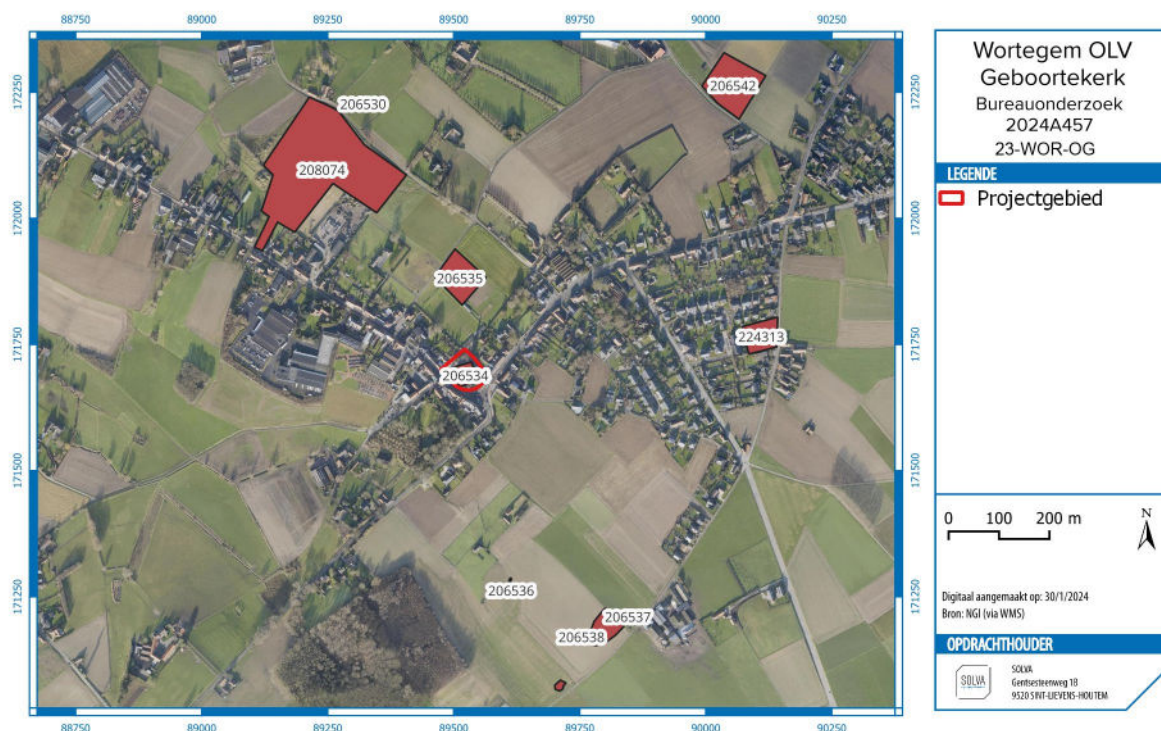 88750 89000 89250 89500 89750 90000 90250
172250
172000
171750
171500
171250
172250
172000
171750
171500
171250
206530
206542
208074
206535
224313
206534
206536
206537
206538
88750 89000 89250 89500 89750 90000 90250
Wortegem OLV
Geboortekerk
Bureauonderzoek
2024A457
23-WOR-OG
LEGENDE
Projectgebied
0 100 200 m
N
Digitaal aangemaakt op: 30/1/2024
Bron: NGI (via WMS)
OPDRACHTHOUDER
SOLVA
SOLVA
Gentsesteenweg 1B
9520 SINT-LIEVENS-HOUTEM